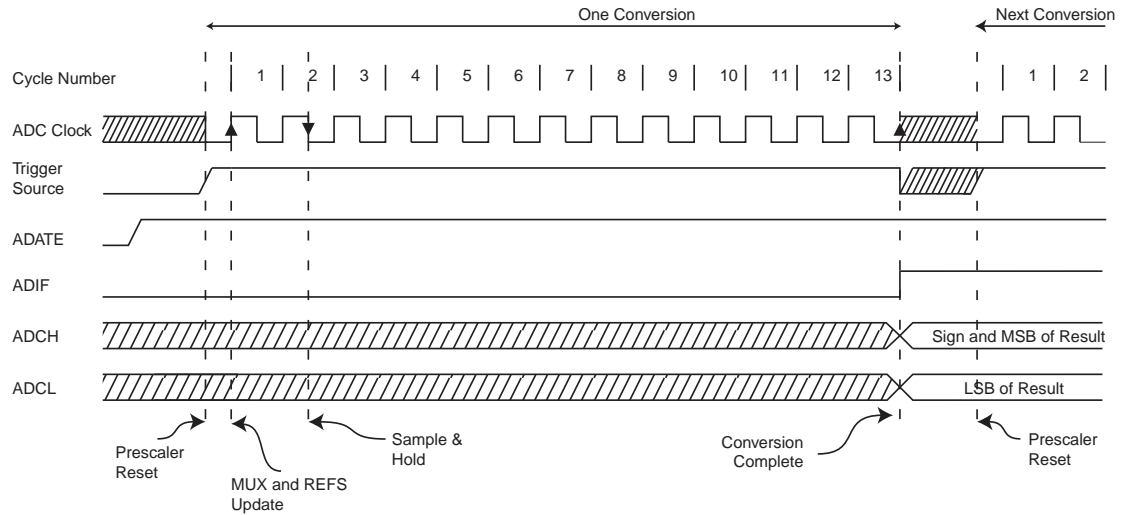 One Conversion
Next Conversion
Cycle Number
1 2 3 4 5 6 7 8 9 10 11 12 13 1 2
ADC Clock
Trigger
Source
ADATE
ADIF
ADCH
Sign and MSB of Result
ADCL
LSB of Result
Prescaler
Reset
MUX and REFS
Update
Sample &
Hold
Conversion
Complete
Prescaler
Reset